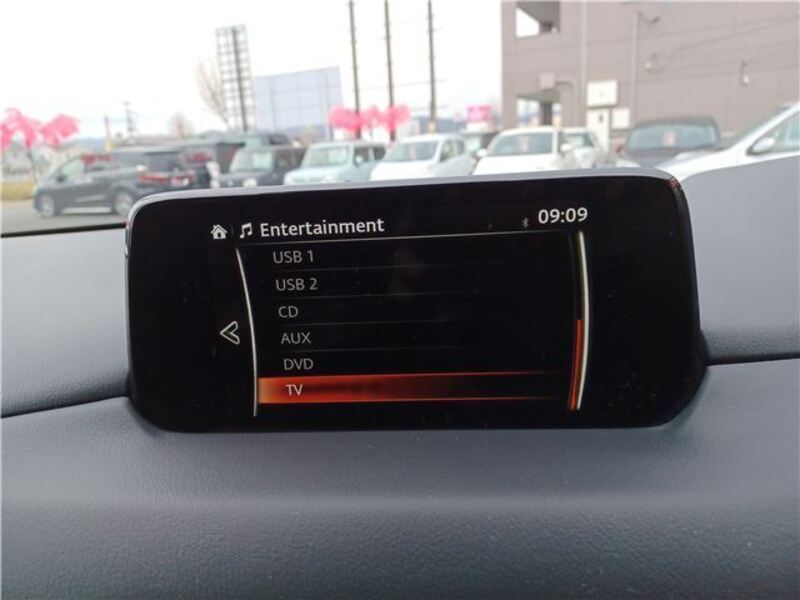 Entertainment 09:09
USB 1
USB 2
CD
AUX
DVD
TV